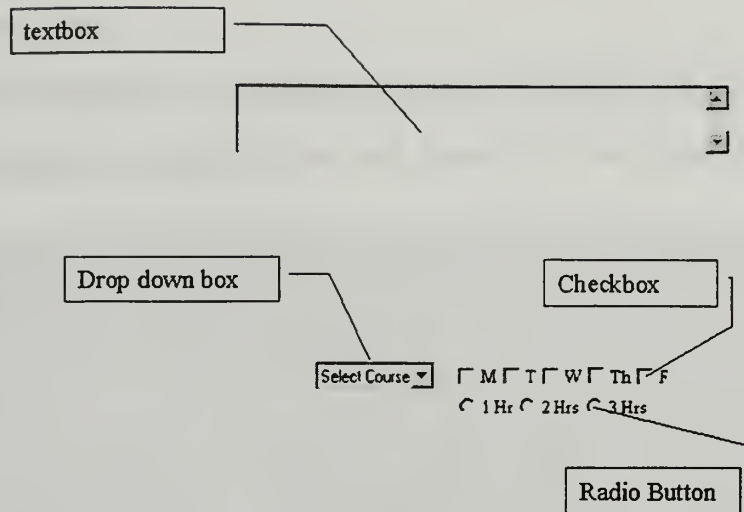 textbox
Drop down box
Checkbox
Select Course M T W Th F
1 Hr 2 Hrs 3 Hrs
Radio Button